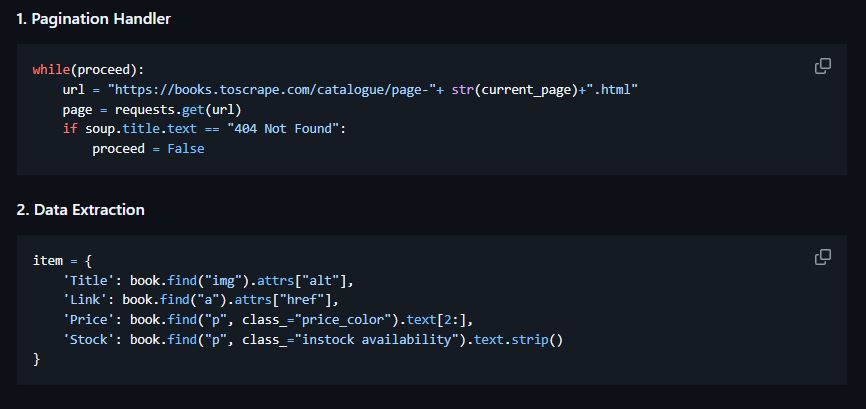 1. Pagination Handler
while(proceed):
    url = "https://books.toscrape.com/catalogue/page-"+ str(current_page)+".html"
    page = requests.get(url)
    if soup.title.text == "404 Not Found":
        proceed = False
2. Data Extraction
item = {
    'Title': book.find("img").attrs["alt"],
    'Link': book.find("a").attrs["href"],
    'Price': book.find("p", class_="price_color").text[2:],
    'Stock': book.find("p", class_="instock availability").text.strip()
}